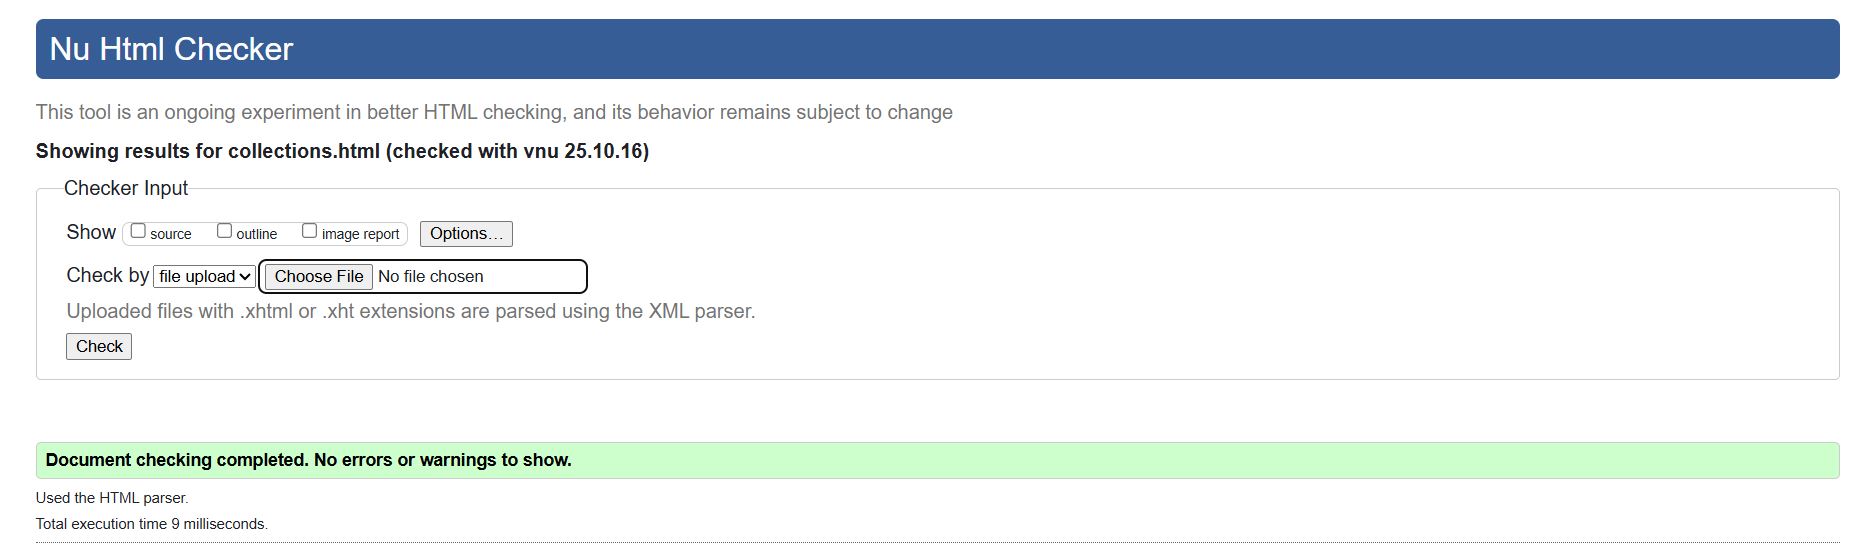 Nu Html Checker
This tool is an ongoing experiment in better HTML checking, and its behavior remains subject to change
Showing results for collections.html (checked with vnu 25.10.16)
Checker Input
Show source outline image report Options...
Check by file upload Choose File No file chosen
Uploaded files with .xhtml or .xht extensions are parsed using the XML parser.
Check
Document checking completed. No errors or warnings to show.
Used the HTML parser.
Total execution time 9 milliseconds.